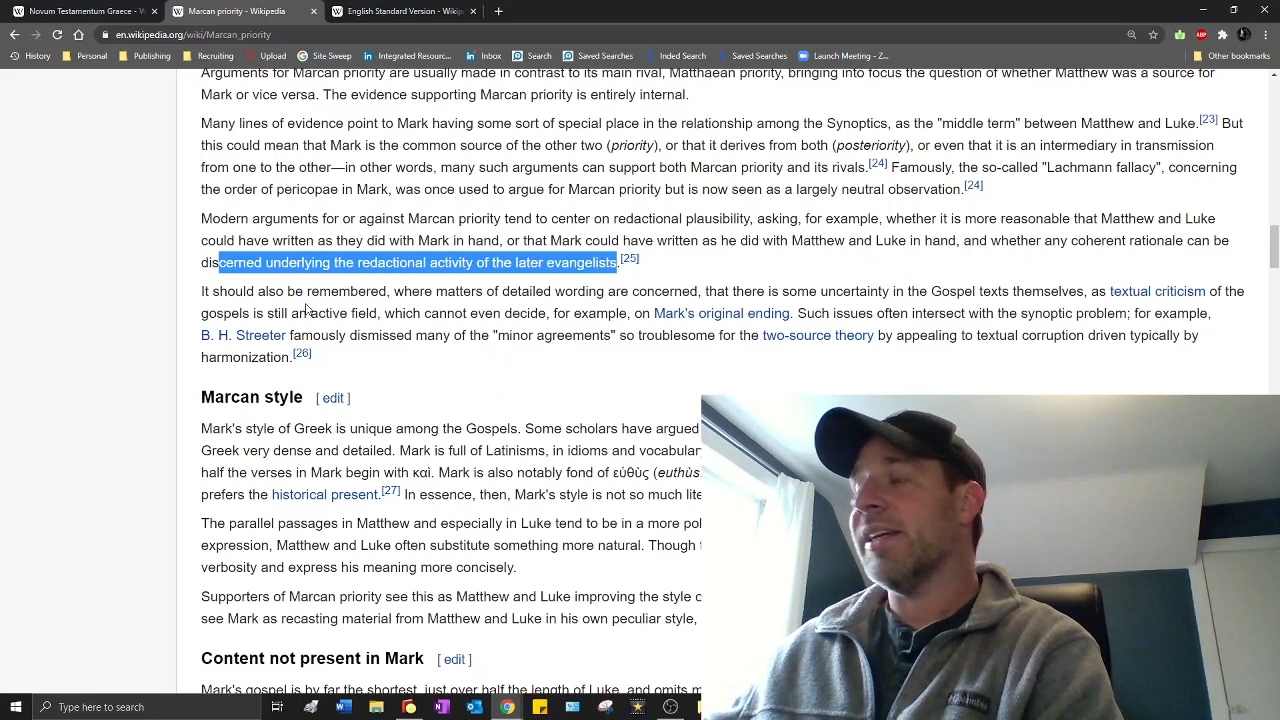 Novum Testamentum Graece - W
Marcan priority - Wikipedia
English Standard Version - Wikip
en.wikipedia.org/wiki/Marcan_priority
History Personal Publishing Recruiting Upload Site Sweep Integrated Resourc... Inbox Search Saved Searches Inded Search Saved Searches Launch Meeting - Z... Other bookmarks
Arguments for Marcan priority are usually made in contrast to its main rival, Matthaean priority, bringing into focus the question of whether Matthew was a source for
Mark or vice versa. The evidence supporting Marcan priority is entirely internal.
Many lines of evidence point to Mark having some sort of special place in the relationship among the Synoptics, as the "middle term" between Matthew and Luke.[23] But
this could mean that Mark is the common source of the other two (priority), or that it derives from both (posteriority), or even that it is an intermediary in transmission
from one to the other—in other words, many such arguments can support both Marcan priority and its rivals.[24] Famously, the so-called "Lachmann fallacy", concerning
the order of pericopae in Mark, was once used to argue for Marcan priority but is now seen as a largely neutral observation.[24]
Modern arguments for or against Marcan priority tend to center on redactional plausibility, asking, for example, whether it is more reasonable that Matthew and Luke
could have written as they did with Mark in hand, or that Mark could have written as he did with Matthew and Luke in hand, and whether any coherent rationale can be
discerned underlying the redactional activity of the later evangelists.[25]
It should also be remembered, where matters of detailed wording are concerned, that there is some uncertainty in the Gospel texts themselves, as textual criticism of the
gospels is still an active field, which cannot even decide, for example, on Mark's original ending. Such issues often intersect with the synoptic problem; for example,
B. H. Streeter famously dismissed many of the "minor agreements" so troublesome for the two-source theory by appealing to textual corruption driven typically by
harmonization.[26]
Marcan style [ edit ]
Mark's style of Greek is unique among the Gospels. Some scholars have argued
Greek very dense and detailed. Mark is full of Latinisms, in idioms and vocabular
half the verses in Mark begin with καὶ. Mark is also notably fond of εὐθὺς (euthùs
prefers the historical present.[27] In essence, then, Mark's style is not so much lite
The parallel passages in Matthew and especially in Luke tend to be in a more pol
expression, Matthew and Luke often substitute something more natural. Though t
verbosity and express his meaning more concisely.
Supporters of Marcan priority see this as Matthew and Luke improving the style o
see Mark as recasting material from Matthew and Luke in his own peculiar style,
Content not present in Mark [ edit ]
Mark's gospel is by far the shortest, just over half the length of Luke, and omits m
Type here to search